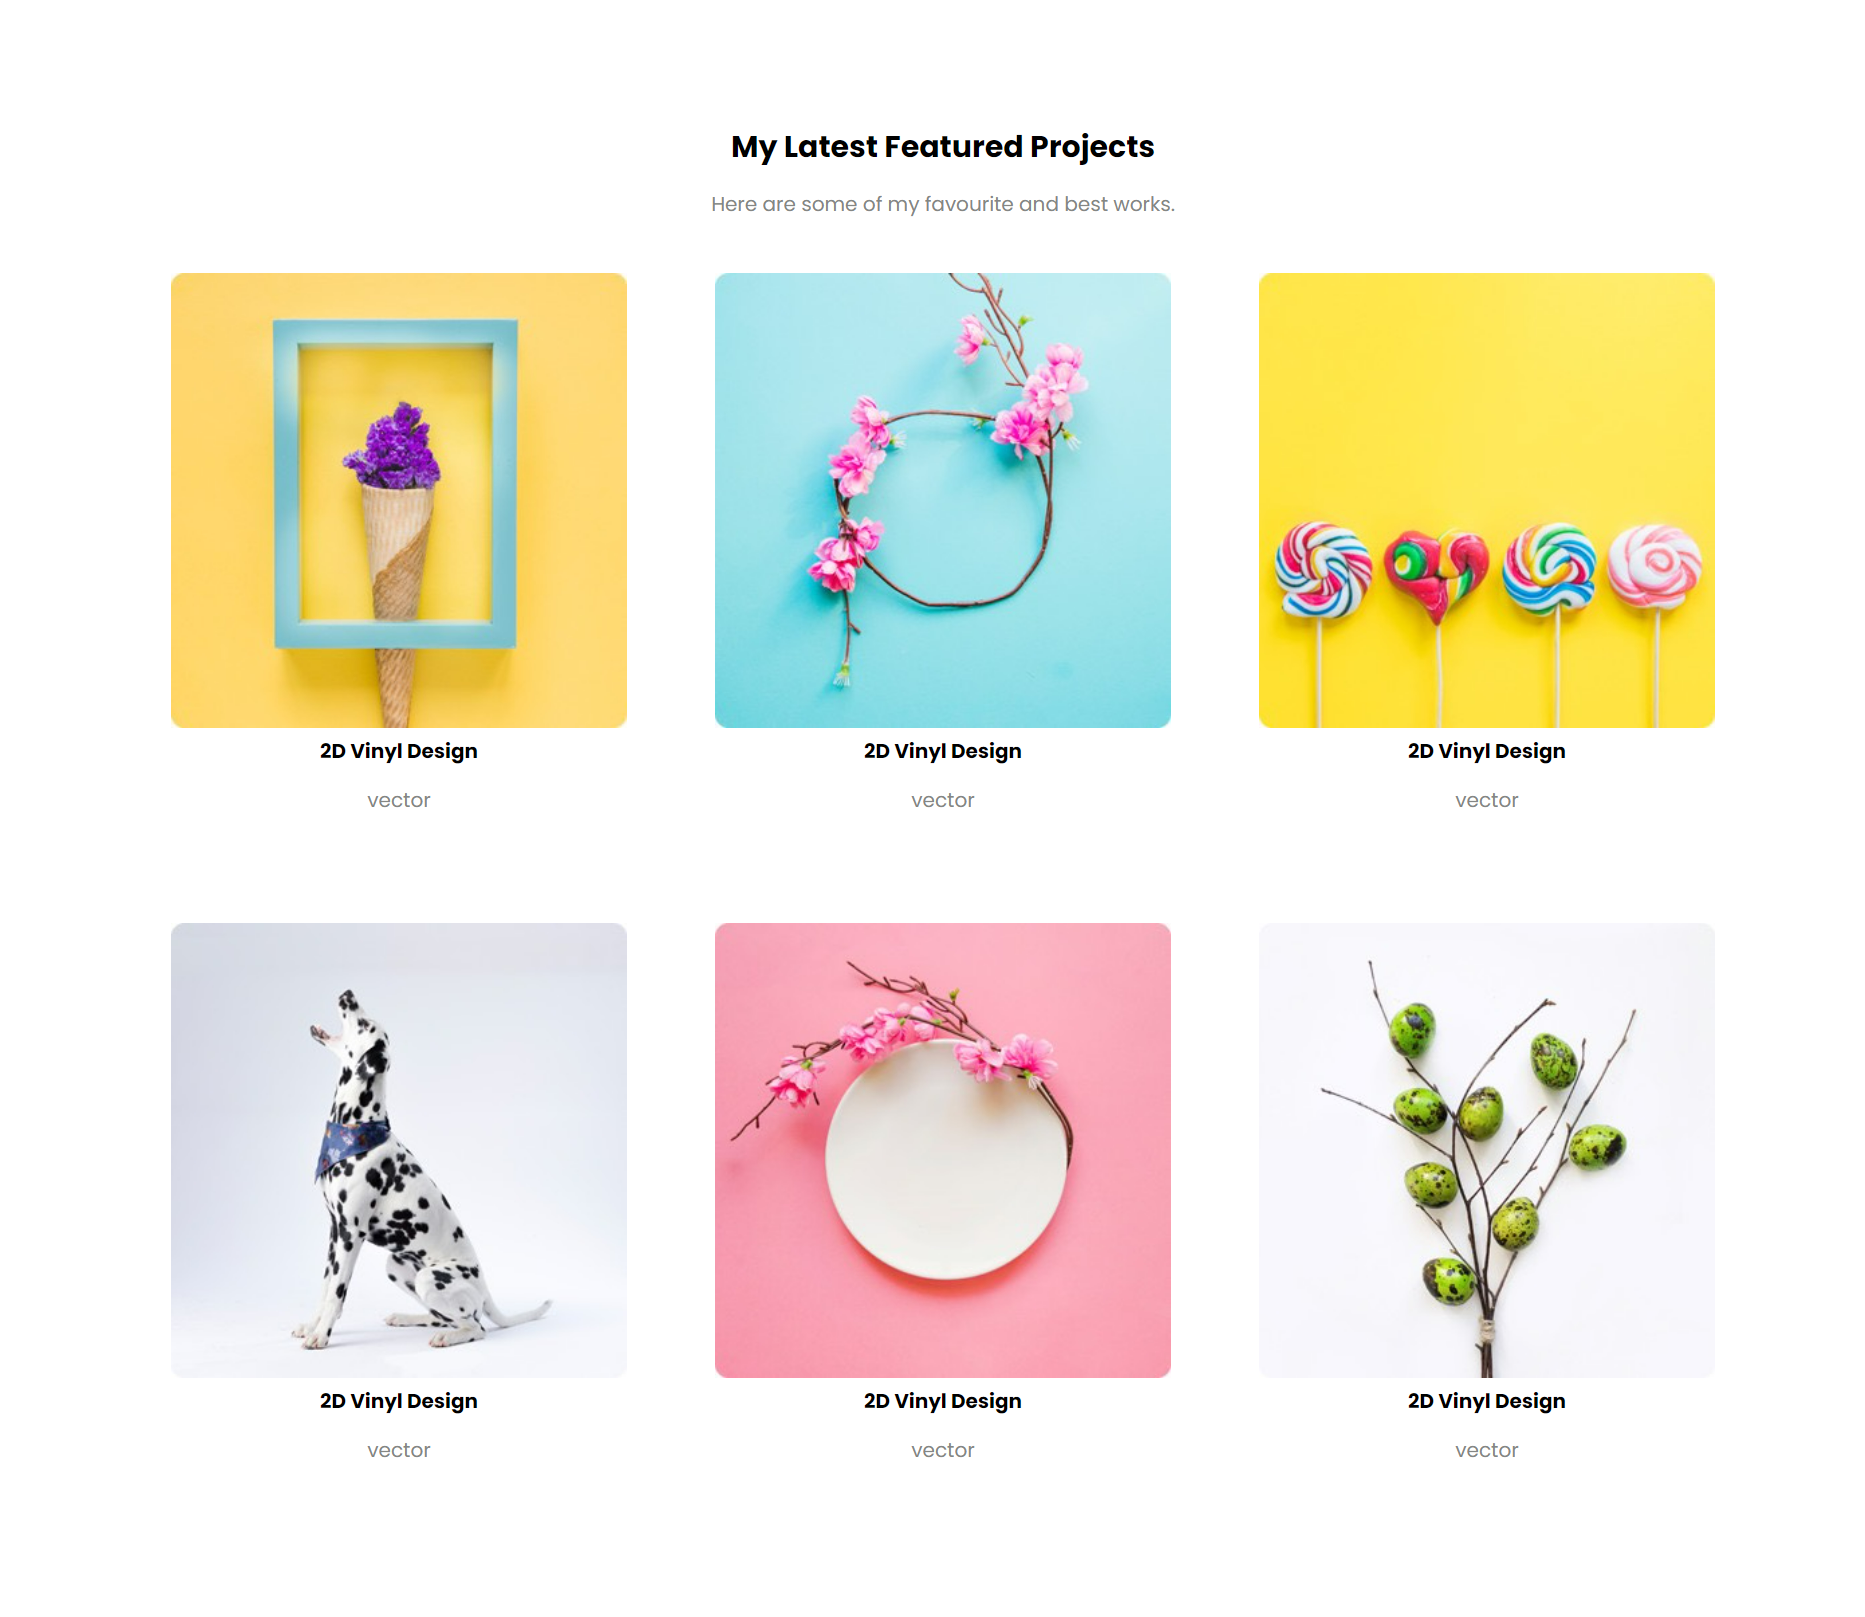 My Latest Featured Projects
Here are some of my favourite and best works.
2D Vinyl Design
2D Vinyl Design
2D Vinyl Design
vector
vector
vector
2D Vinyl Design
2D Vinyl Design
2D Vinyl Design
vector
vector
vector